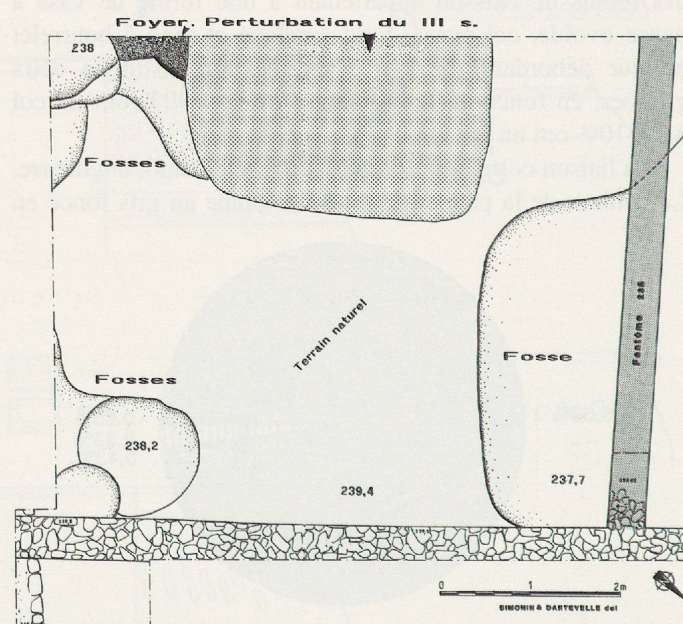 Foyer. Perturbation du III s.
238
Fosses
Terrain naturel
Fantôme 238
Fosse
Fosses
238,2
239,4
237,7
0 1 2m
SIMONIN & DARTEVELLE del